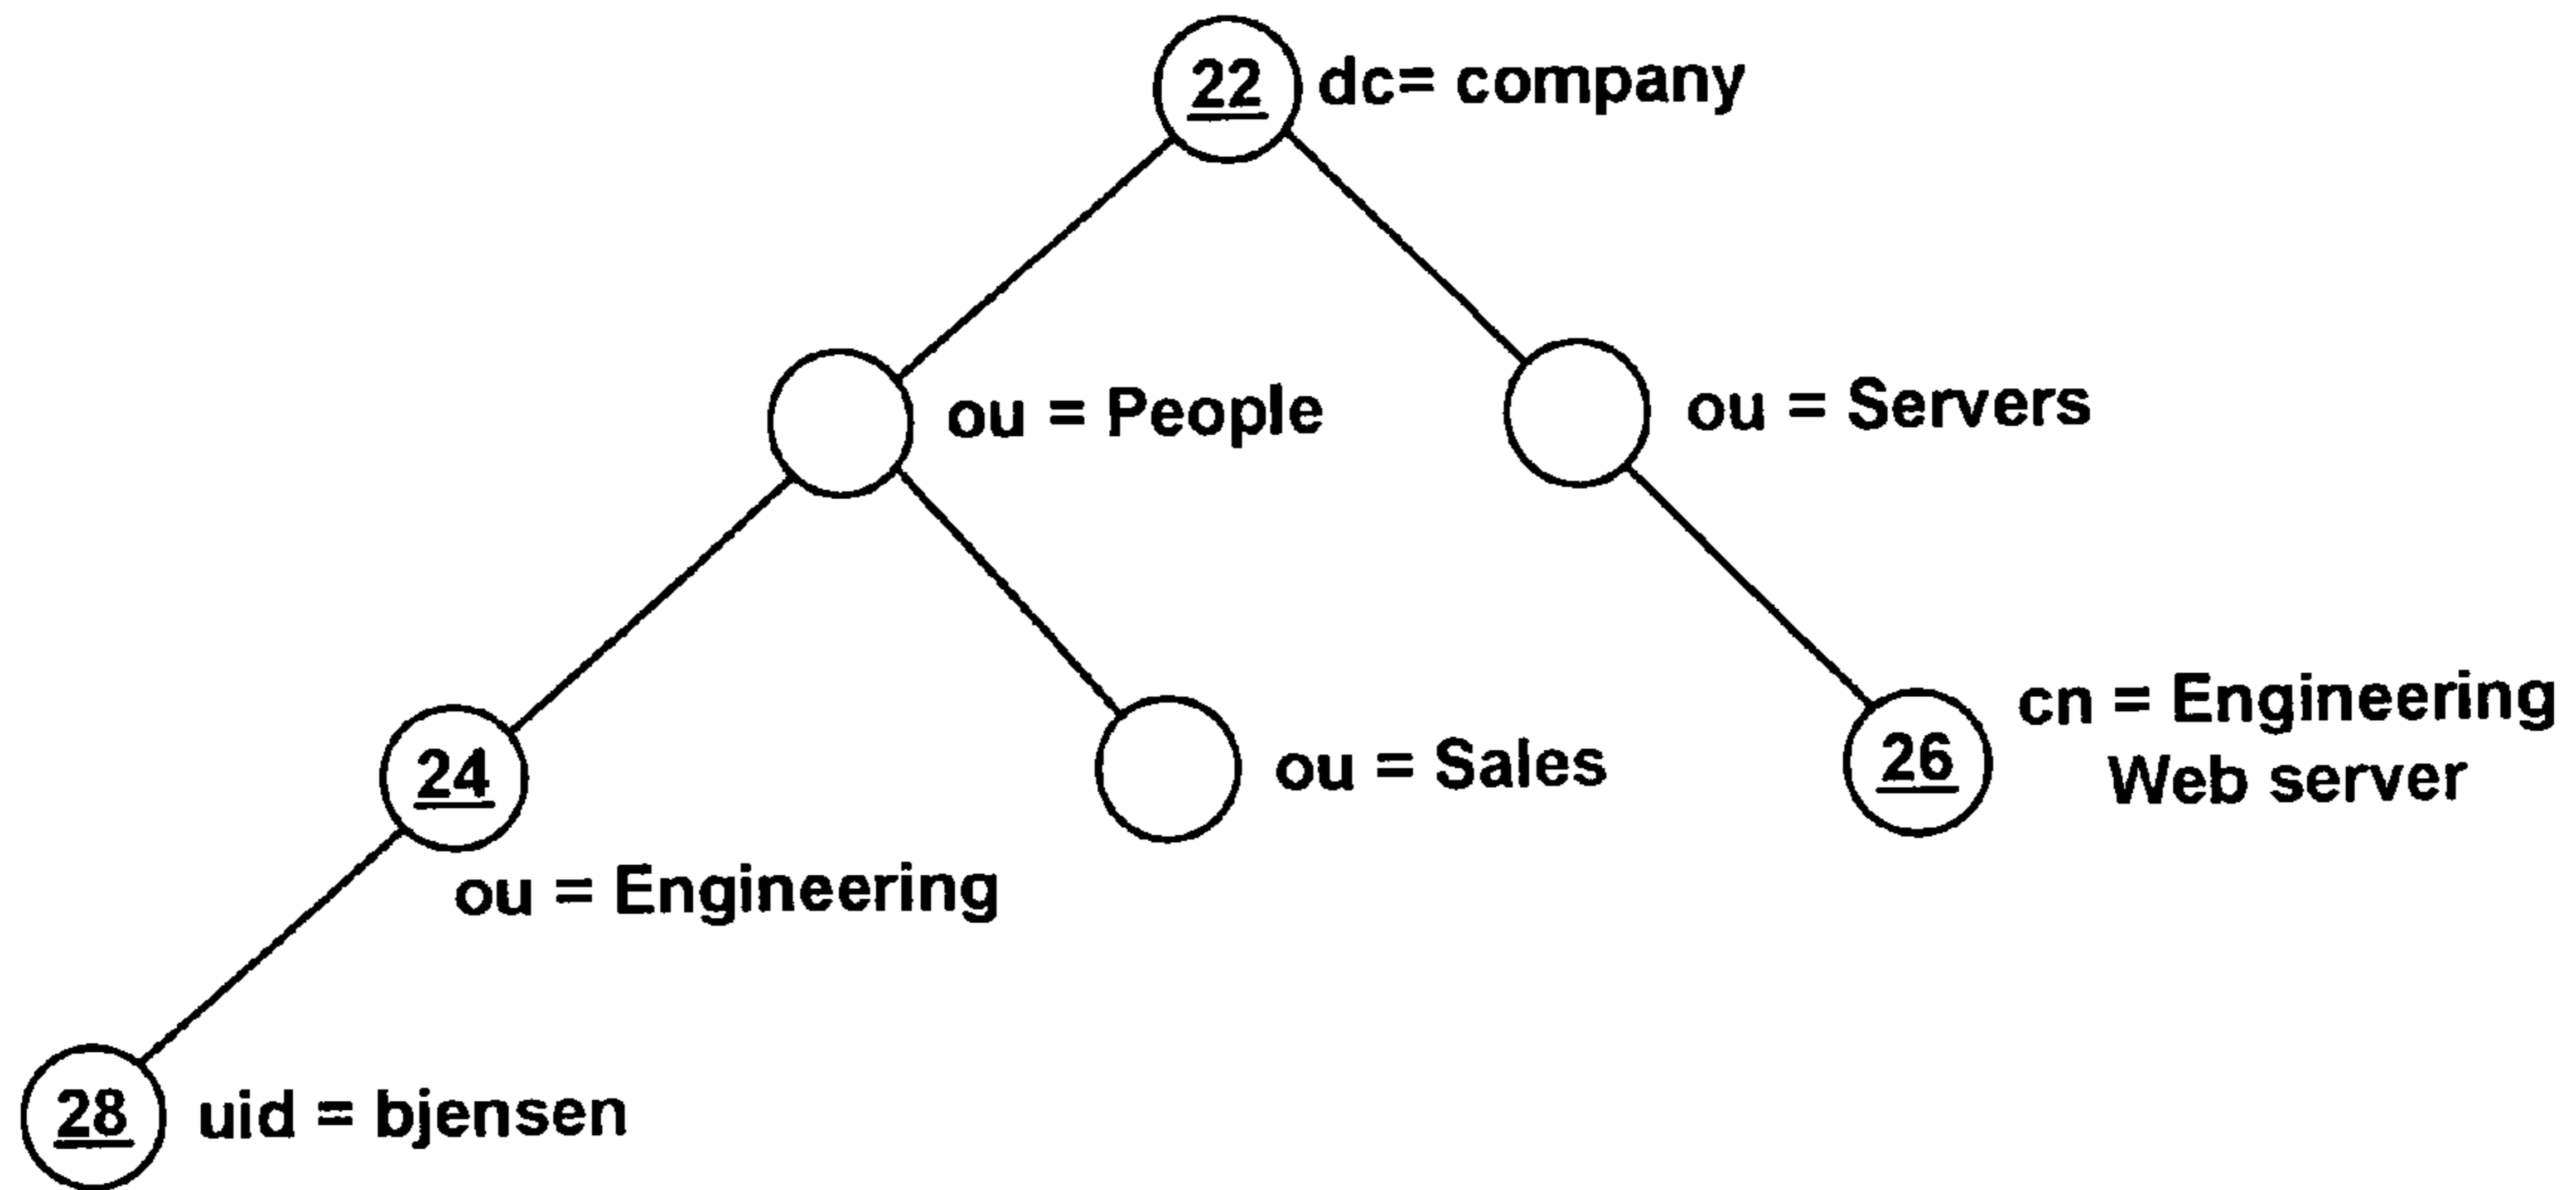 22 dc= company
ou = People
ou = Servers
24
ou = Engineering
ou = Sales
26
cn = Engineering
Web server
28 uid = bjensen